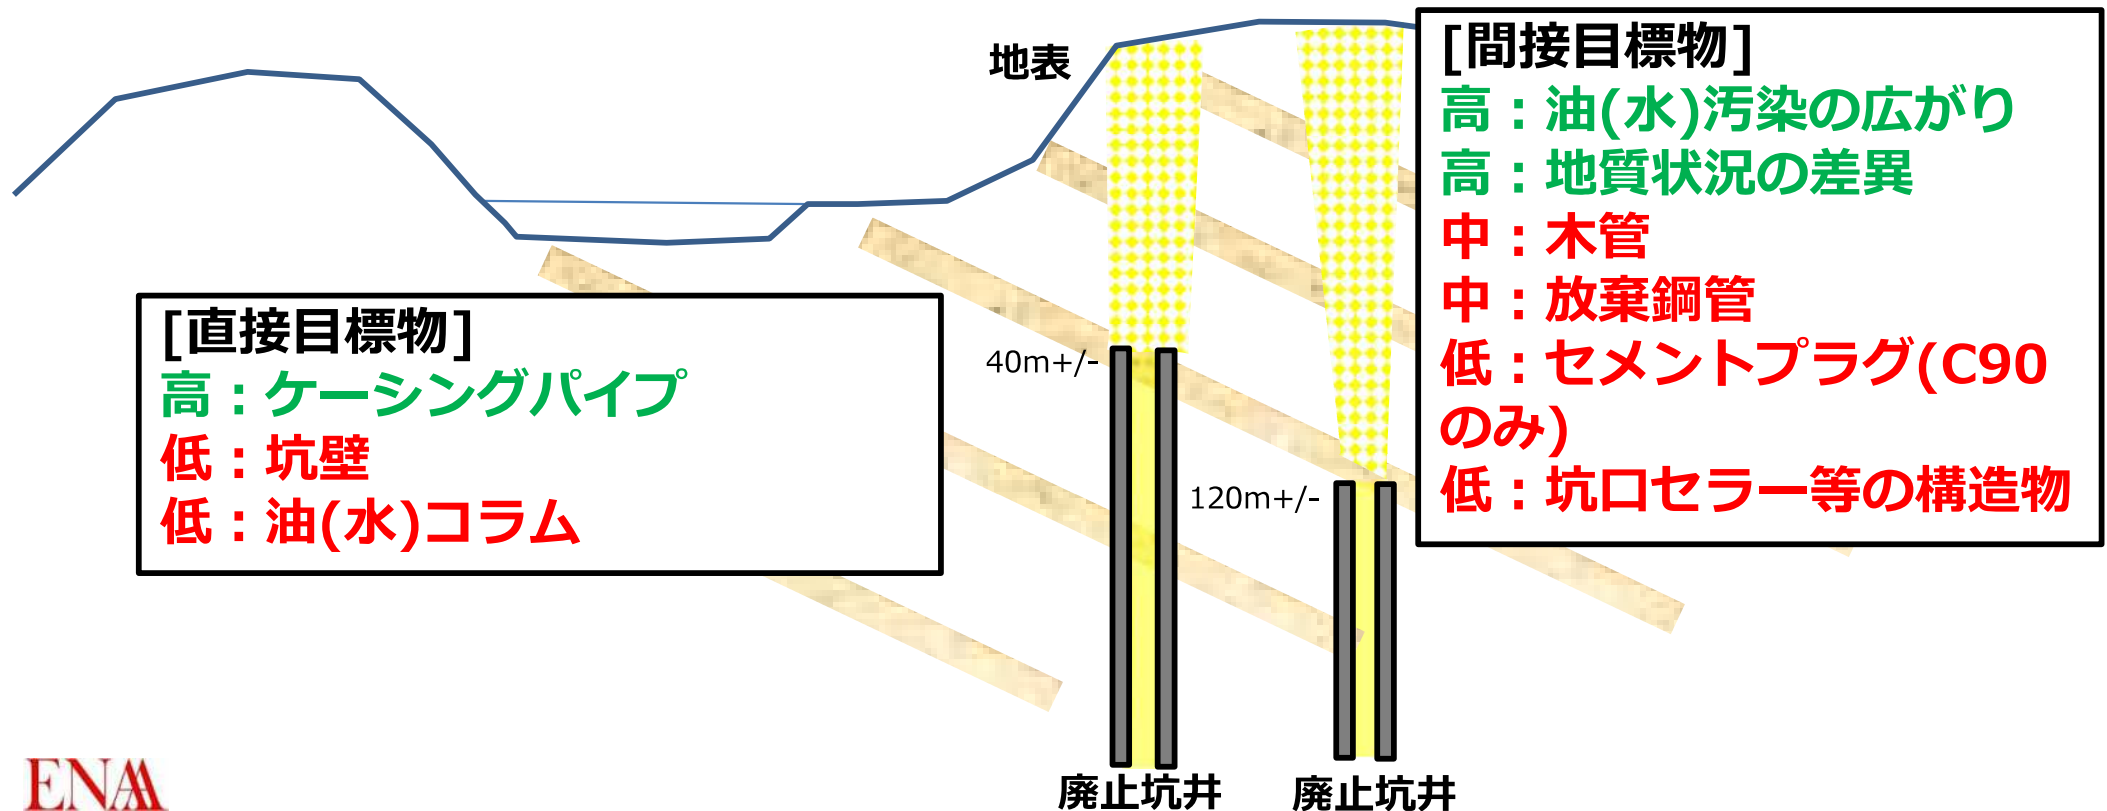 地表
[間接目標物]
高：油(水)汚染の広がり
高：地質状況の差異
中：木管
中：放棄鋼管
低：セメントプラグ(C90
のみ)
低：坑口セラー等の構造物
[直接目標物]
高：ケーシングパイプ
低：坑壁
低：油(水)コラム
40m+/-
120m+/-
廃止坑井
廃止坑井
ENAA